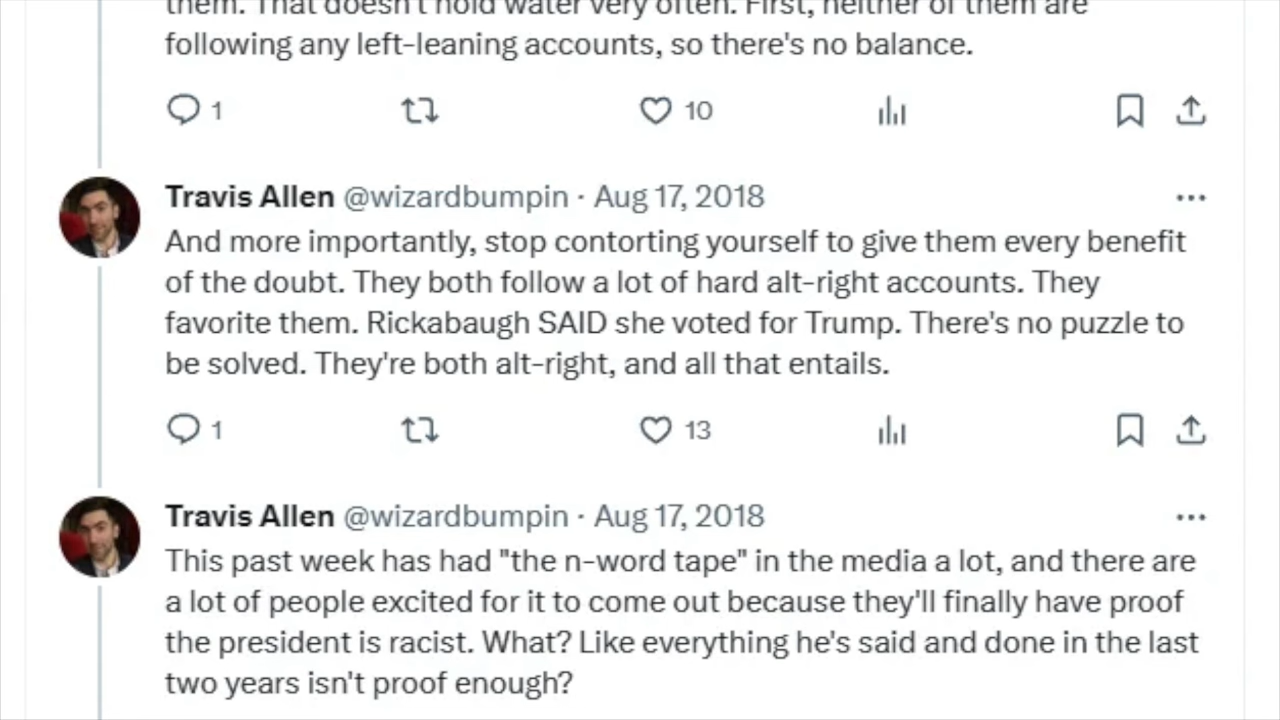 them. That doesn't hold water very often. First, neither of them are
following any left-leaning accounts, so there's no balance.
1 10
Travis Allen @wizardbumpin · Aug 17, 2018
And more importantly, stop contorting yourself to give them every benefit
of the doubt. They both follow a lot of hard alt-right accounts. They
favorite them. Rickabaugh SAID she voted for Trump. There's no puzzle to
be solved. They're both alt-right, and all that entails.
1 13
Travis Allen @wizardbumpin · Aug 17, 2018
This past week has had "the n-word tape" in the media a lot, and there are
a lot of people excited for it to come out because they'll finally have proof
the president is racist. What? Like everything he's said and done in the last
two years isn't proof enough?